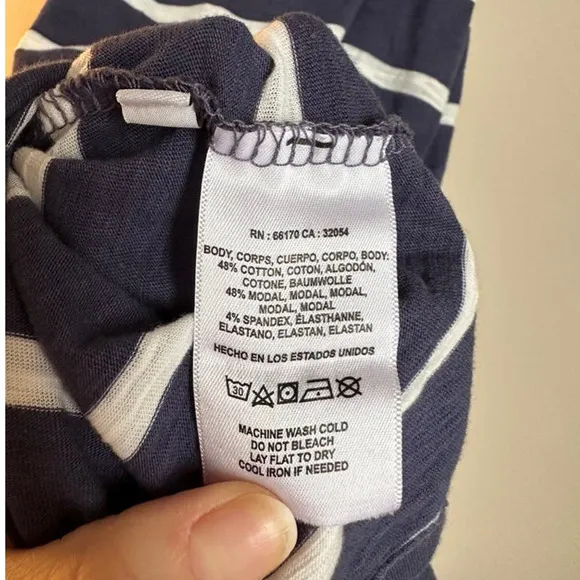 RN : 66170 CA : 32054
BODY, CORPS, CUERPO, CORPO, BODY:
48% COTTON, COTON, ALGODÓN,
COTONE, BAUMWOLLE
48% MODAL, MODAL, MODAL,
MODAL, MODAL
4% SPANDEX, ÉLASTHANNE,
ELASTANO, ELASTAN, ELASTAN
HECHO EN LOS ESTADOS UNIDOS
30
MACHINE WASH COLD
DO NOT BLEACH
LAY FLAT TO DRY
COOL IRON IF NEEDED